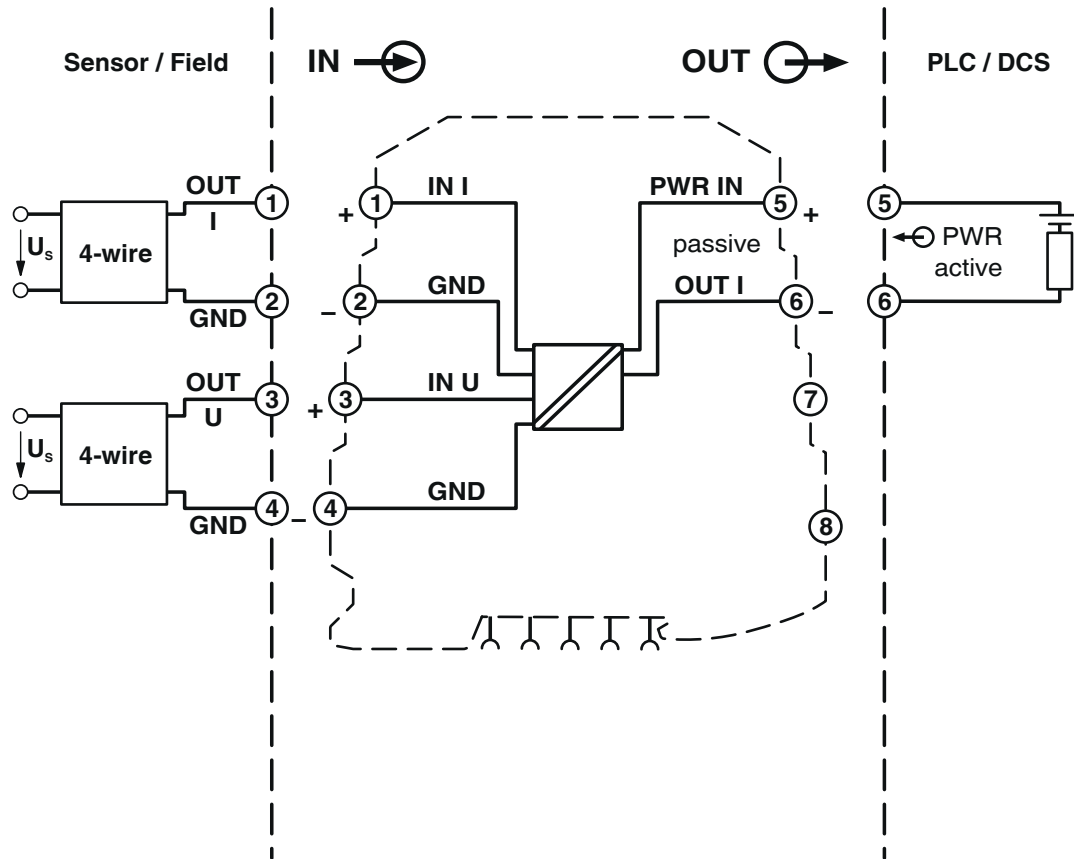 Sensor / Field
IN
OUT
PLC / DCS
OUT
I
1
+
1
IN I
PWR IN
5
+
5
Us
4-wire
passive
PWR
active
GND
2
–
2
GND
OUT I
6
–
6
OUT
U
3
+
3
IN U
7
Us
4-wire
GND
4
–
4
GND
8